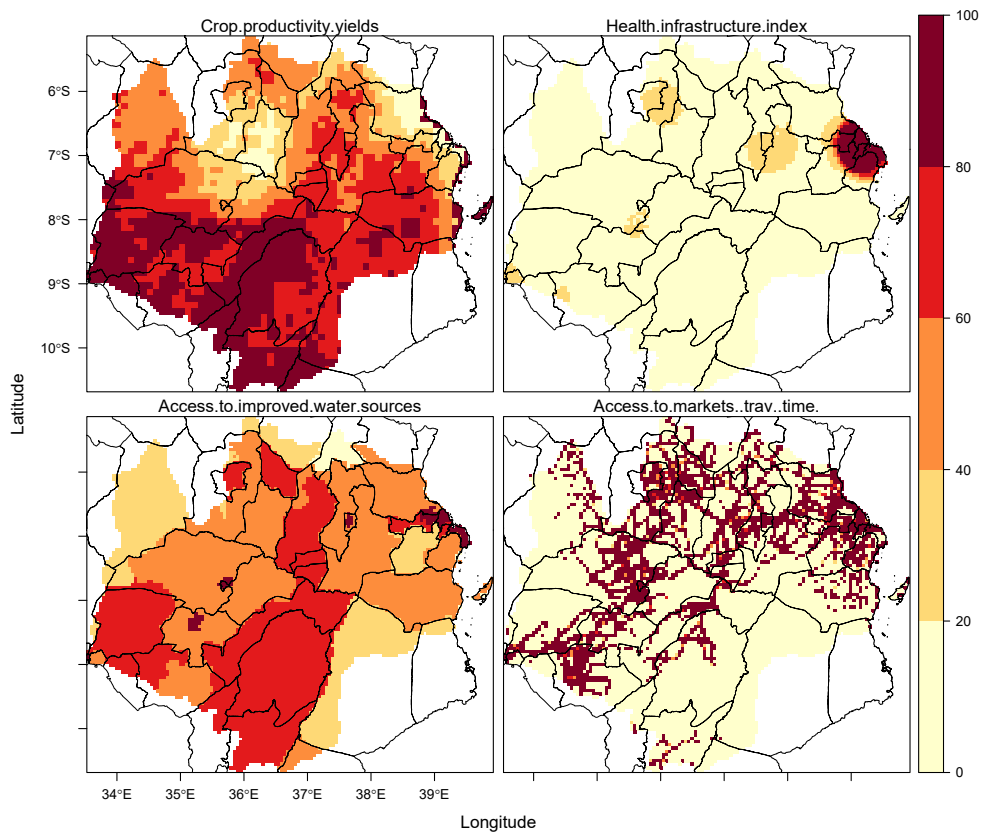 Crop.productivity.yields
Health.infrastructure.index
100
80
60
40
20
0
6°S
7°S
8°S
9°S
10°S
Latitude
Access.to.improved.water.sources
Access.to.markets..trav..time.
34°E
35°E
36°E
37°E
38°E
39°E
Longitude